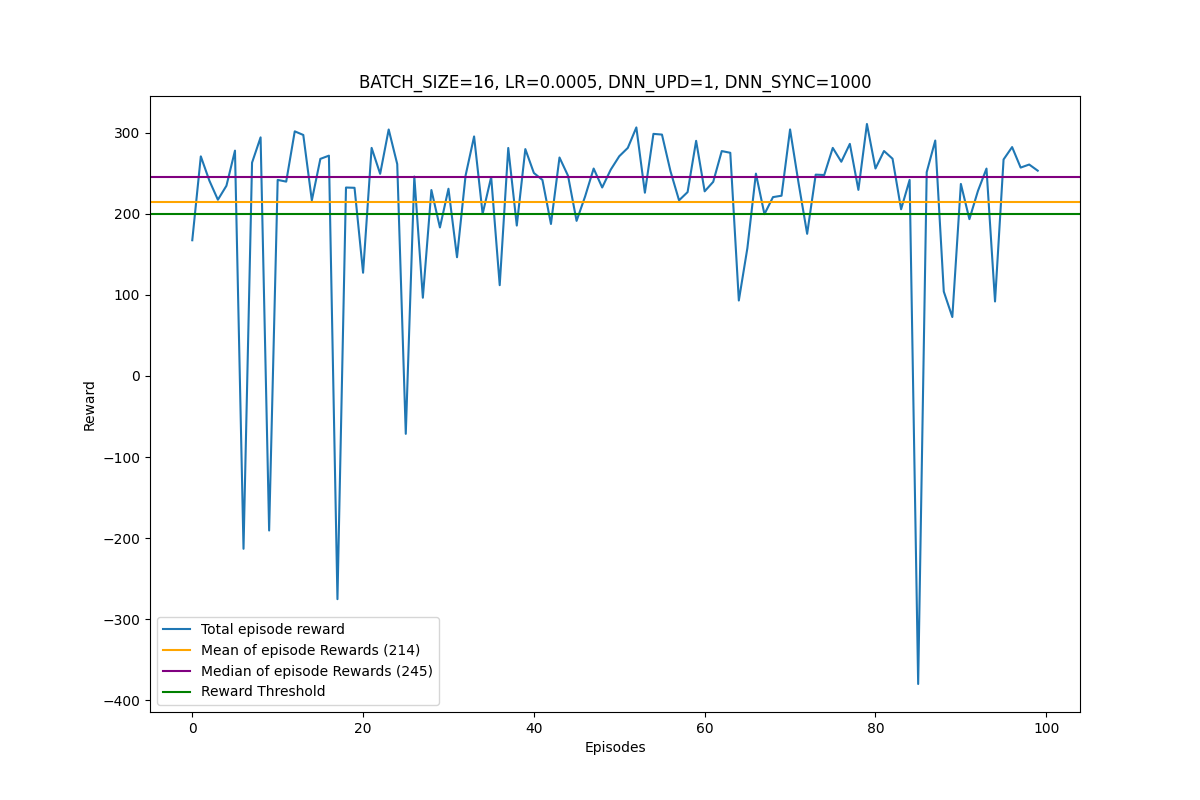 BATCH_SIZE=16, LR=0.0005, DNN_UPD=1, DNN_SYNC=1000
300
200
100
0
−100
−200
−300
−400
Reward
Total episode reward
Mean of episode Rewards (214)
Median of episode Rewards (245)
Reward Threshold
0 20 40 60 80 100
Episodes